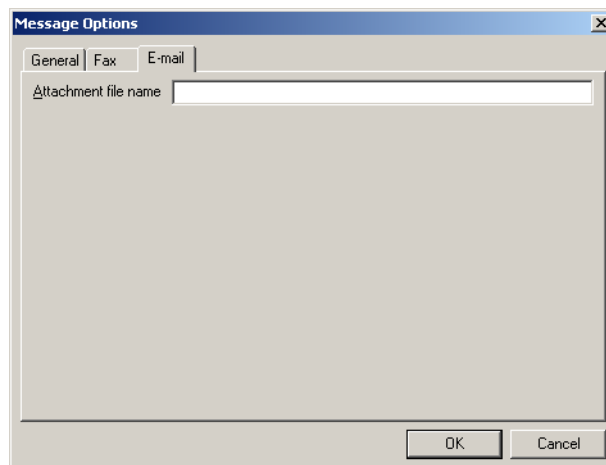 Message Options
General Fax E-mail
Attachment file name
OK Cancel